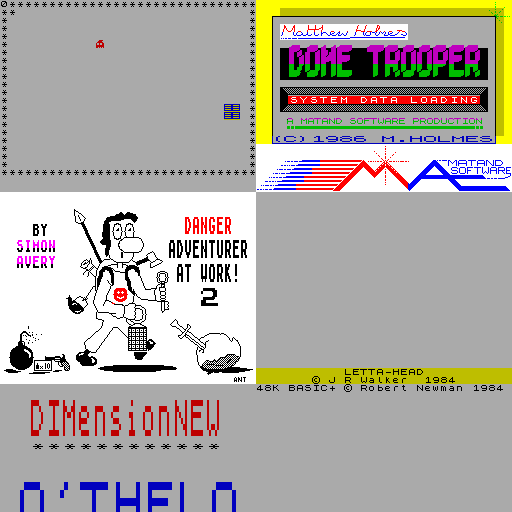 Matthew Holmes
DOME TROOPER
SYSTEM DATA LOADING
A MATAND SOFTWARE PRODUCTION
(C) 1986 M.HOLMES
MATAND
SOFTWARE
BY
SIMON
AVERY
DANGER
ADVENTURER
AT WORK!
2
x10
ANT
LETTA-HEAD
© J R Walker 1984
48K BASIC+ © Robert Newman 1984
DIMensionNEW
* * * * * * * * * * *
O'THELO